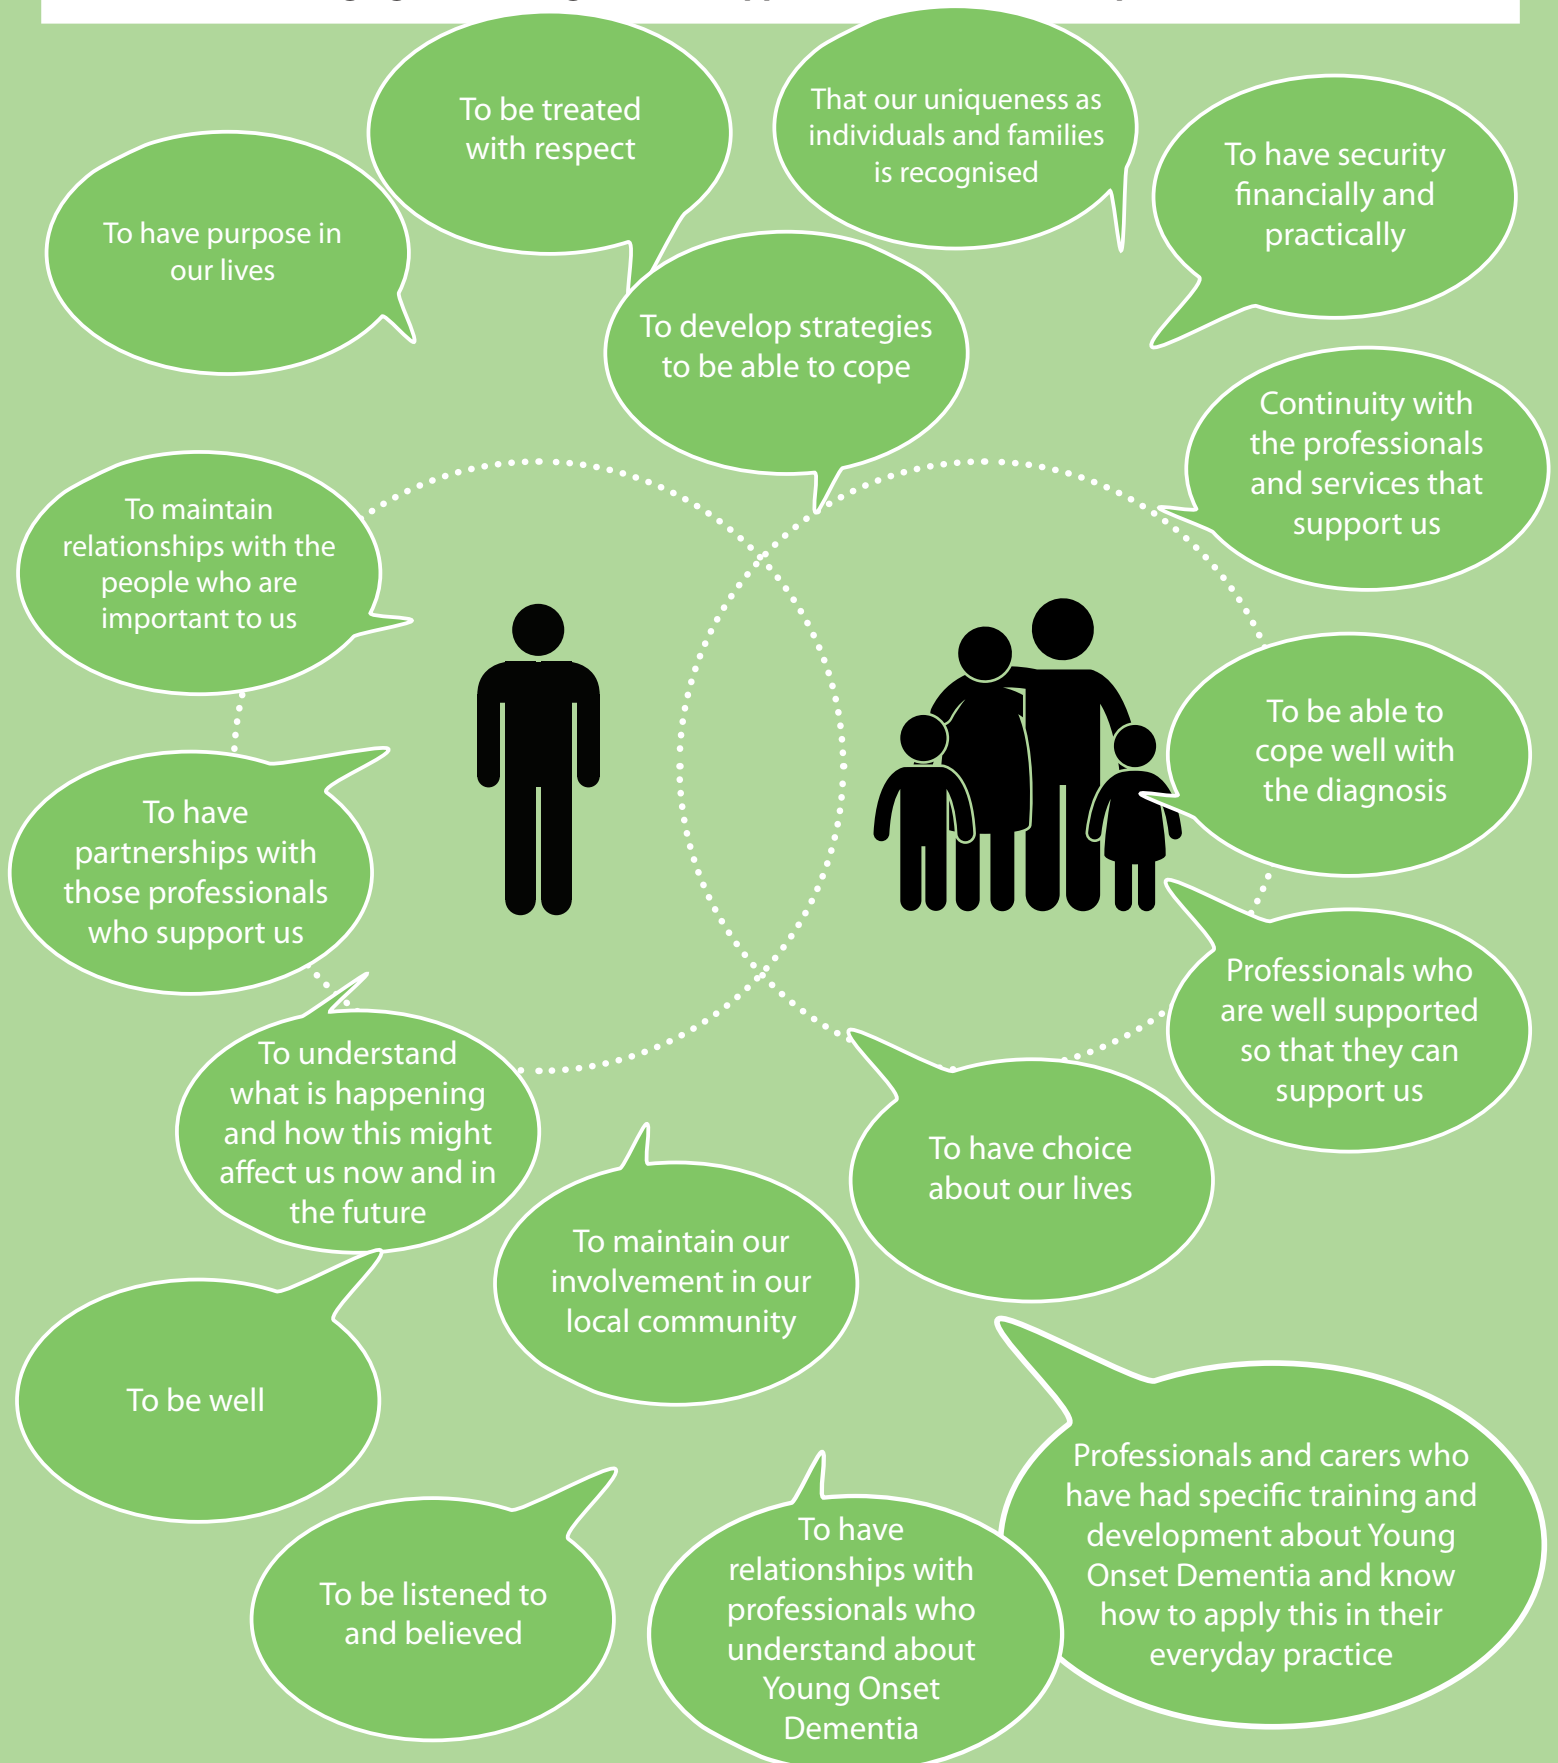 To be treated
with respect
That our uniqueness as
individuals and families
is recognised
To have security
financially and
practically
To have purpose in
our lives
To develop strategies
to be able to cope
Continuity with
the professionals
and services that
support us
To maintain
relationships with the
people who are
important to us
To be able to
cope well with
the diagnosis
To have
partnerships with
those professionals
who support us
Professionals who
are well supported
so that they can
support us
To understand
what is happening
and how this might
affect us now and in
the future
To have choice
about our lives
To maintain our
involvement in our
local community
To be well
Professionals and carers who
have had specific training and
development about Young
Onset Dementia and know
how to apply this in their
everyday practice
To be listened to
and believed
To have
relationships with
professionals who
understand about
Young Onset
Dementia